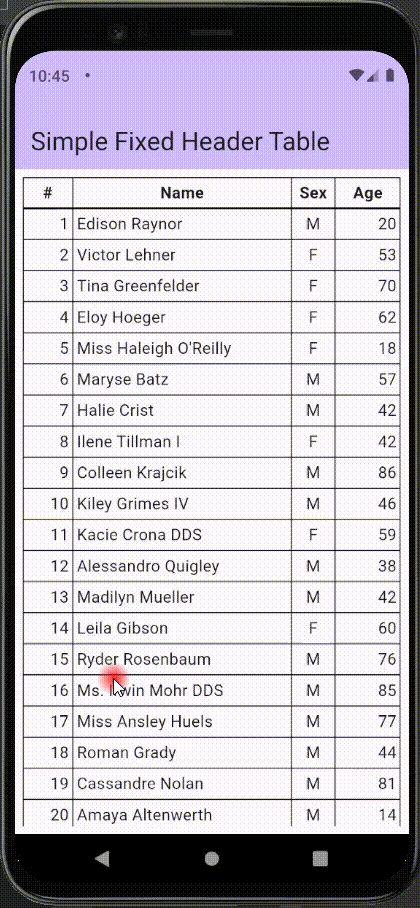 10:45
Simple Fixed Header Table
# Name Sex Age
1 Edison Raynor M 20
2 Victor Lehner F 53
3 Tina Greenfelder F 70
4 Eloy Hoeger F 62
5 Miss Haleigh O'Reilly F 18
6 Maryse Batz M 57
7 Halie Crist M 42
8 Ilene Tillman I F 42
9 Colleen Krajcik M 86
10 Kiley Grimes IV M 46
11 Kacie Crona DDS F 59
12 Alessandro Quigley M 38
13 Madilyn Mueller M 42
14 Leila Gibson F 60
15 Ryder Rosenbaum M 76
16 Ms. Mohr DDS M 85
17 Miss Ansley Huels M 77
18 Roman Grady M 44
19 Cassandre Nolan M 81
20 Amaya Altenwerth M 14